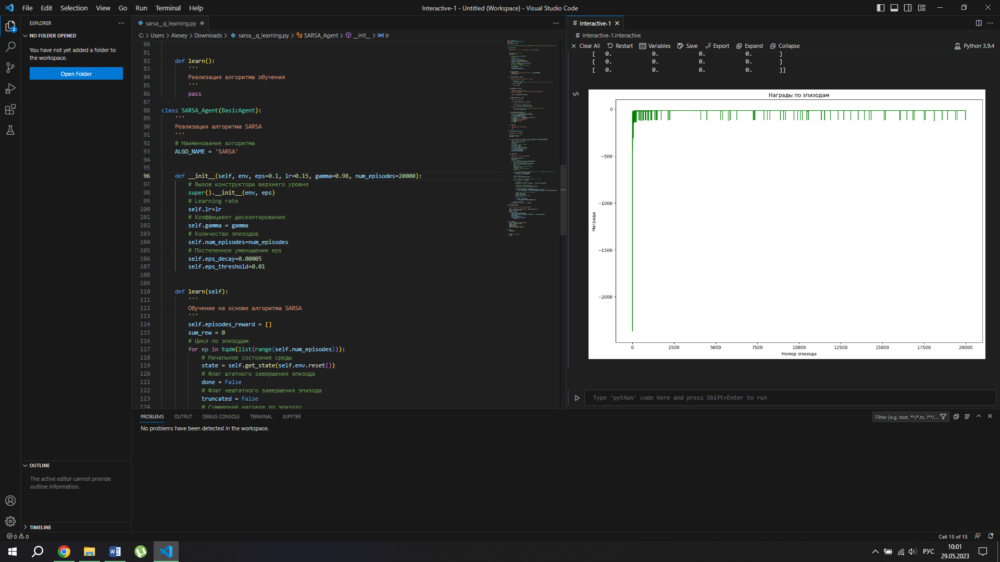 File Edit Selection View Go Run Terminal Help
Interactive-1 - Untitled (Workspace) - Visual Studio Code
EXPLORER
NO FOLDER OPENED
You have not yet added a folder to
the workspace.
Open Folder
2
OUTLINE
The active editor cannot provide
outline information.
TIMELINE
sarsa__q_learning.py
C: > Users > Alexey > Downloads > sarsa__q_learning.py > SARSA_Agent > __init__ > lr
80
81
82 def learn():
83 '''
84 Реализация алгоритма обучения
85 '''
86 pass
87
88 class SARSA_Agent(BasicAgent):
89 '''
90 Реализация алгоритма SARSA
91 '''
92 # Наименование алгоритма
93 ALGO_NAME = 'SARSA'
94
95
96 def __init__(self, env, eps=0.1, lr=0.15, gamma=0.98, num_episodes=20000):
97 # Вызов конструктора верхнего уровня
98 super().__init__(env, eps)
99 # Learning rate
100 self.lr=lr
101 # Коэффициент дисконтирования
102 self.gamma = gamma
103 # Количество эпизодов
104 self.num_episodes=num_episodes
105 # Постепенное уменьшение eps
106 self.eps_decay=0.00005
107 self.eps_threshold=0.01
108
109
110 def learn(self):
111 '''
112 Обучение на основе алгоритма SARSA
113 '''
114 self.episodes_reward = []
115 sum_rew = 0
116 # Цикл по эпизодам
117 for ep in tqdm(list(range(self.num_episodes))):
118 # Начальное состояние среды
119 state = self.get_state(self.env.reset())
120 # Флаг штатного завершения эпизода
121 done = False
122 # Флаг нештатного завершения эпизода
123 truncated = False
124 # Суммарная награда по эпизоду
Interactive-1
Interactive-1.interactive
Clear All Restart Variables Save Export Expand Collapse Python 3.9.4
[ 0. 0. 0. 0. ]
[ 0. 0. 0. 0. ]
[ 0. 0. 0. 0. ]]
Награды по эпизодам
0
−500
−1000
−1500
−2000
Награда
0 2500 5000 7500 10000 12500 15000 17500 20000
Номер эпизода
Type 'python' code here and press Shift+Enter to run
PROBLEMS OUTPUT DEBUG CONSOLE TERMINAL JUPYTER
Filter (e.g. text, **/*.ts, !**/...
No problems have been detected in the workspace.
0 0
Cell 15 of 15
РУС
10:01
29.05.2023